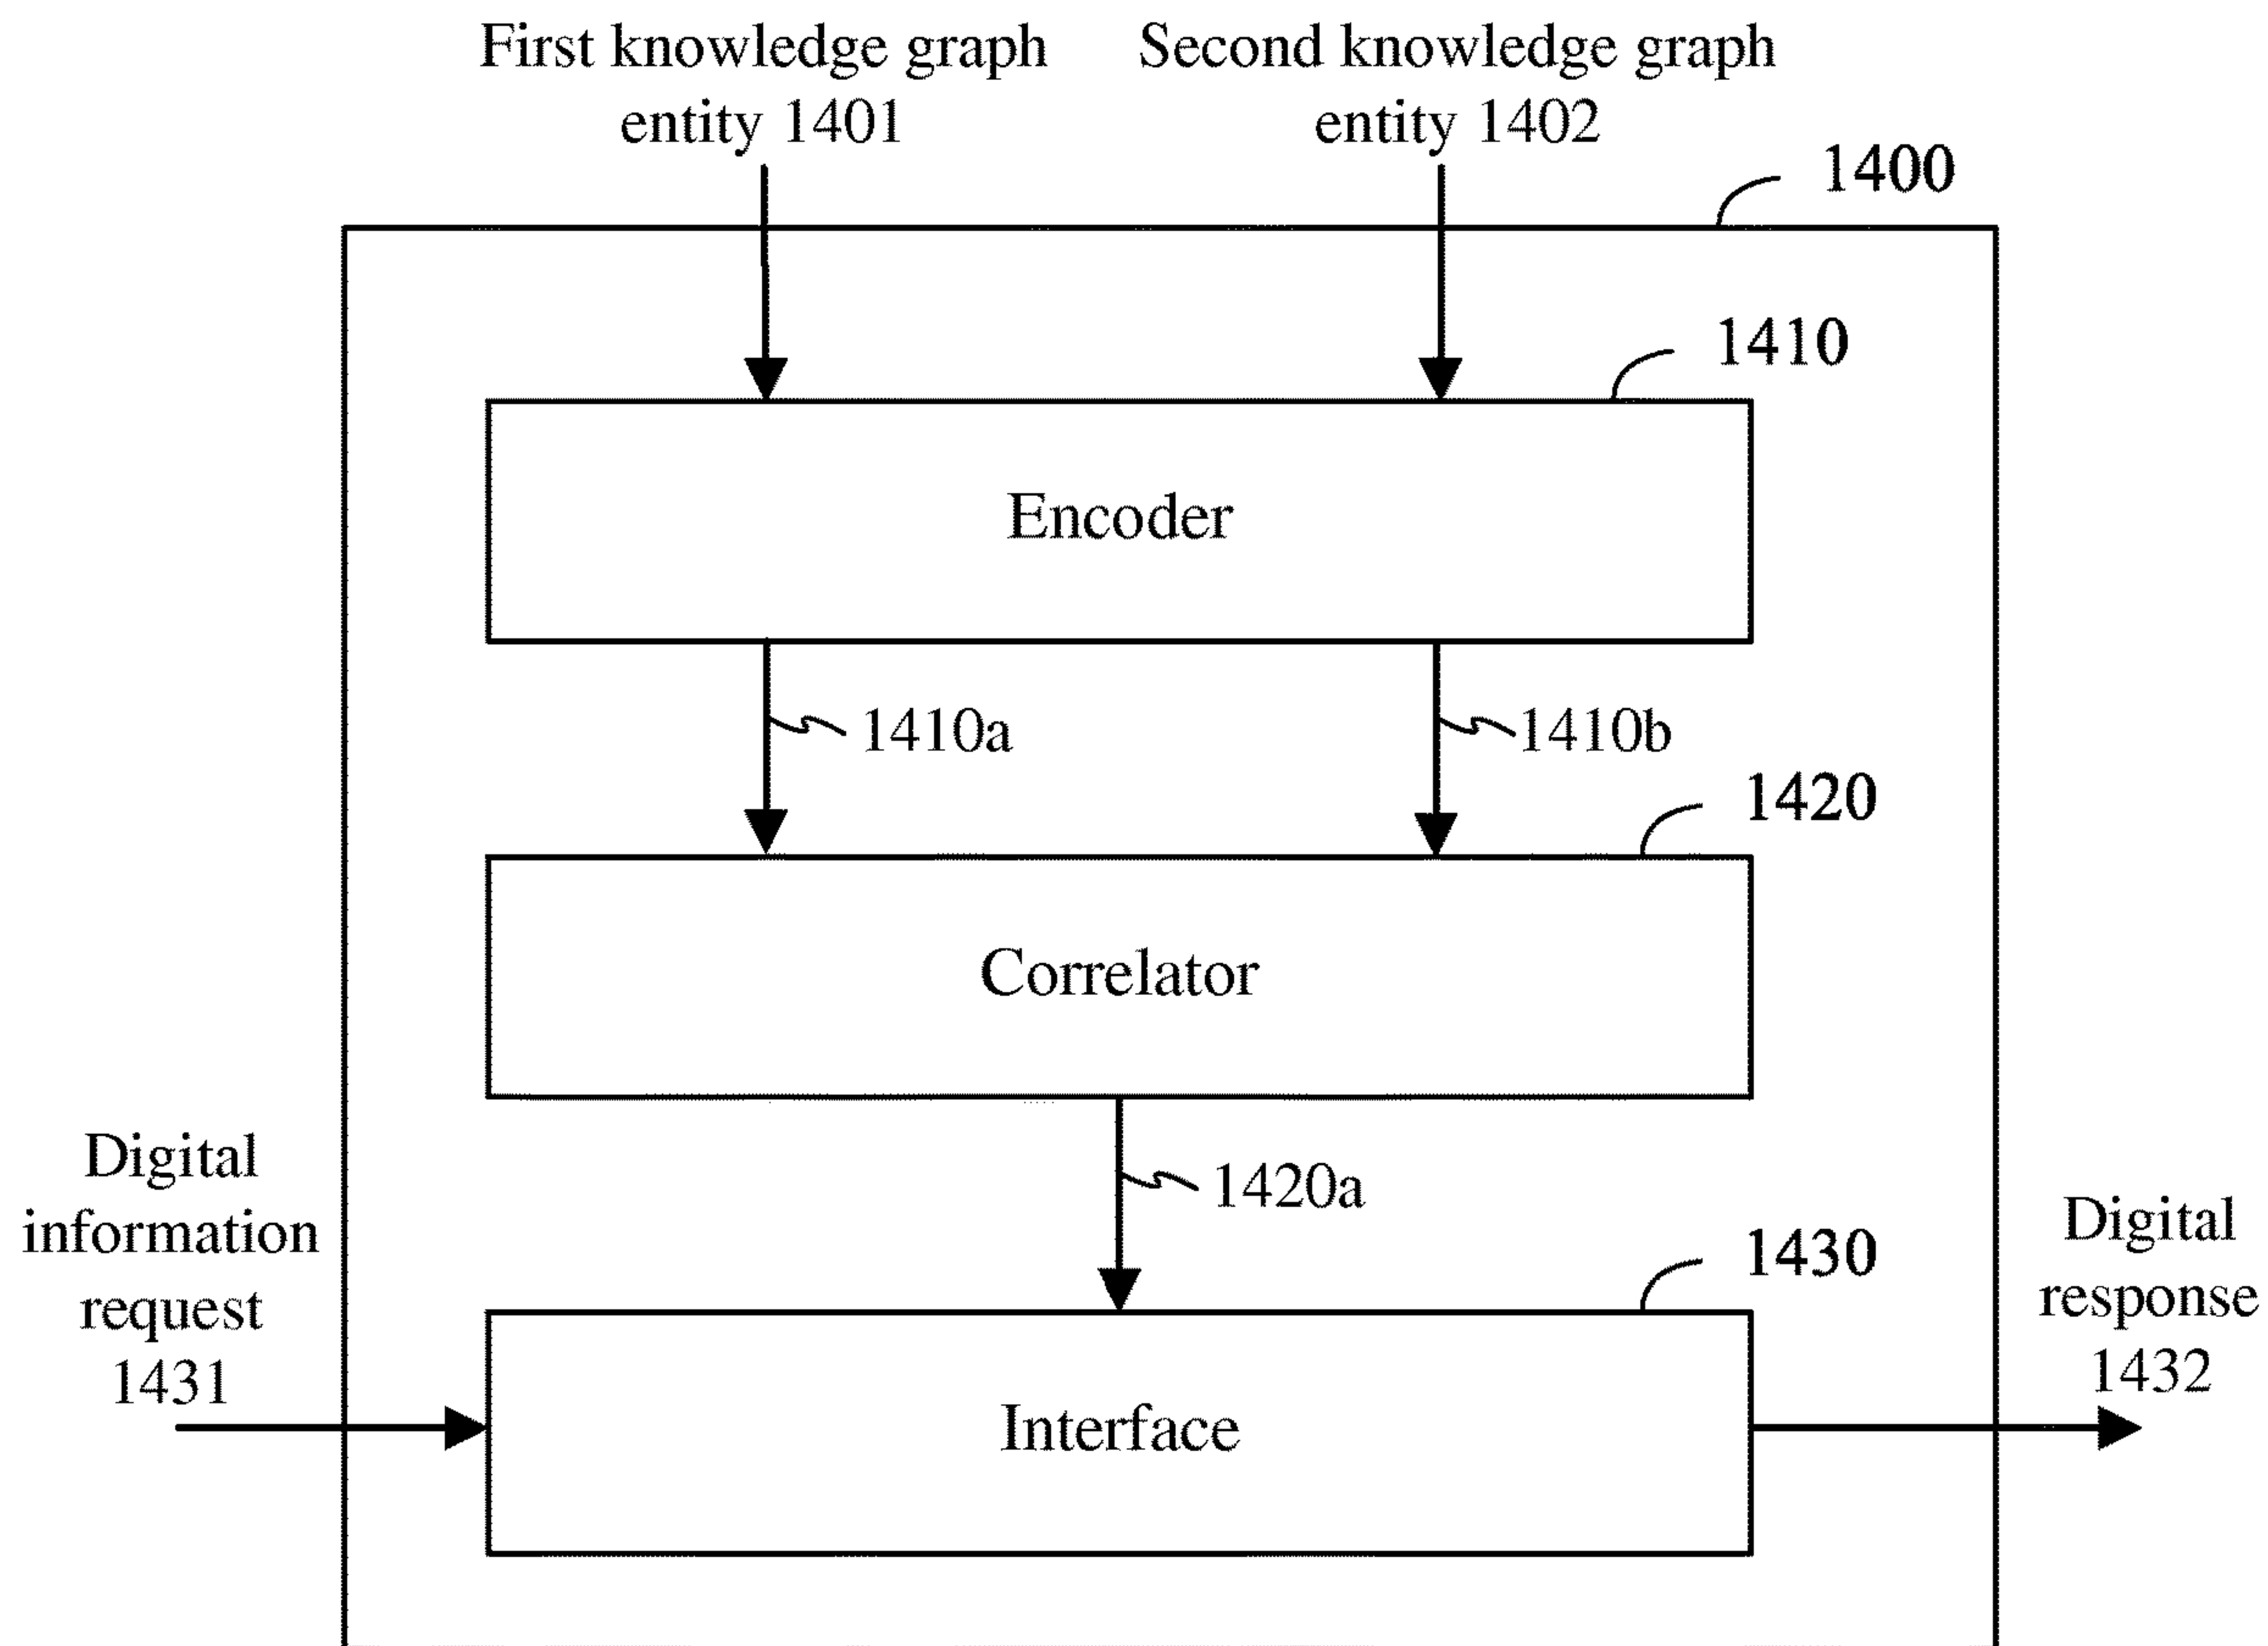 First knowledge graph
entity 1401
Second knowledge graph
entity 1402
1400
1410
Encoder
1410a
1410b
1420
Correlator
1420a
Digital
information
request
1431
1430
Digital
response
1432
Interface